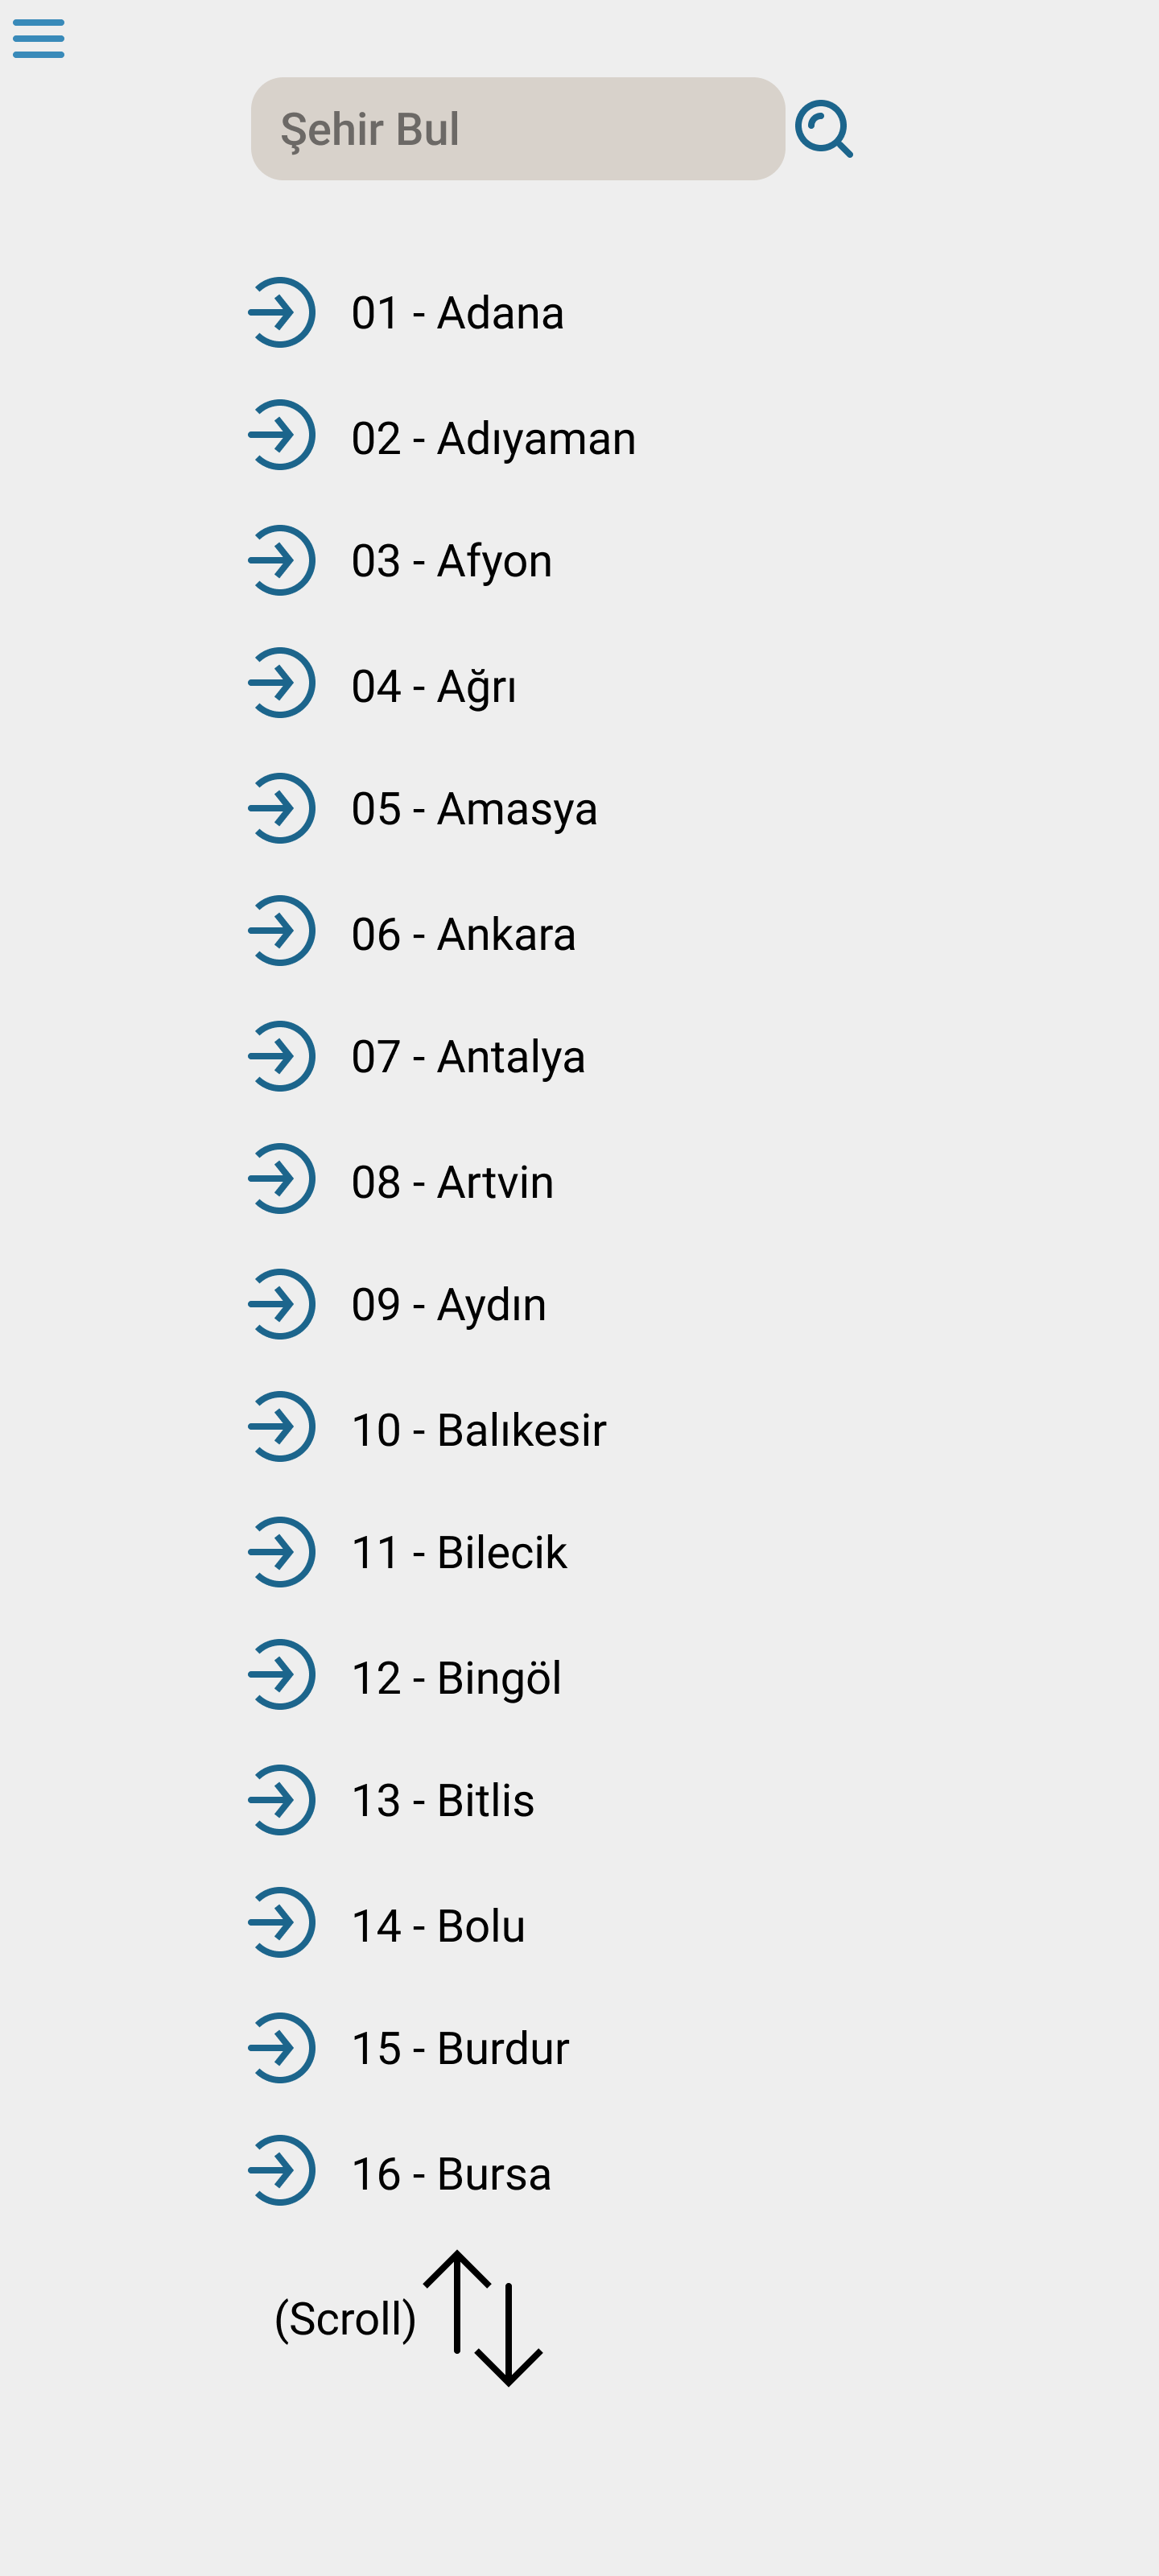 Şehir Bul
01 - Adana
02 - Adıyaman
03 - Afyon
04 - Ağrı
05 - Amasya
06 - Ankara
07 - Antalya
08 - Artvin
09 - Aydın
10 - Balıkesir
11 - Bilecik
12 - Bingöl
13 - Bitlis
14 - Bolu
15 - Burdur
16 - Bursa
(Scroll)